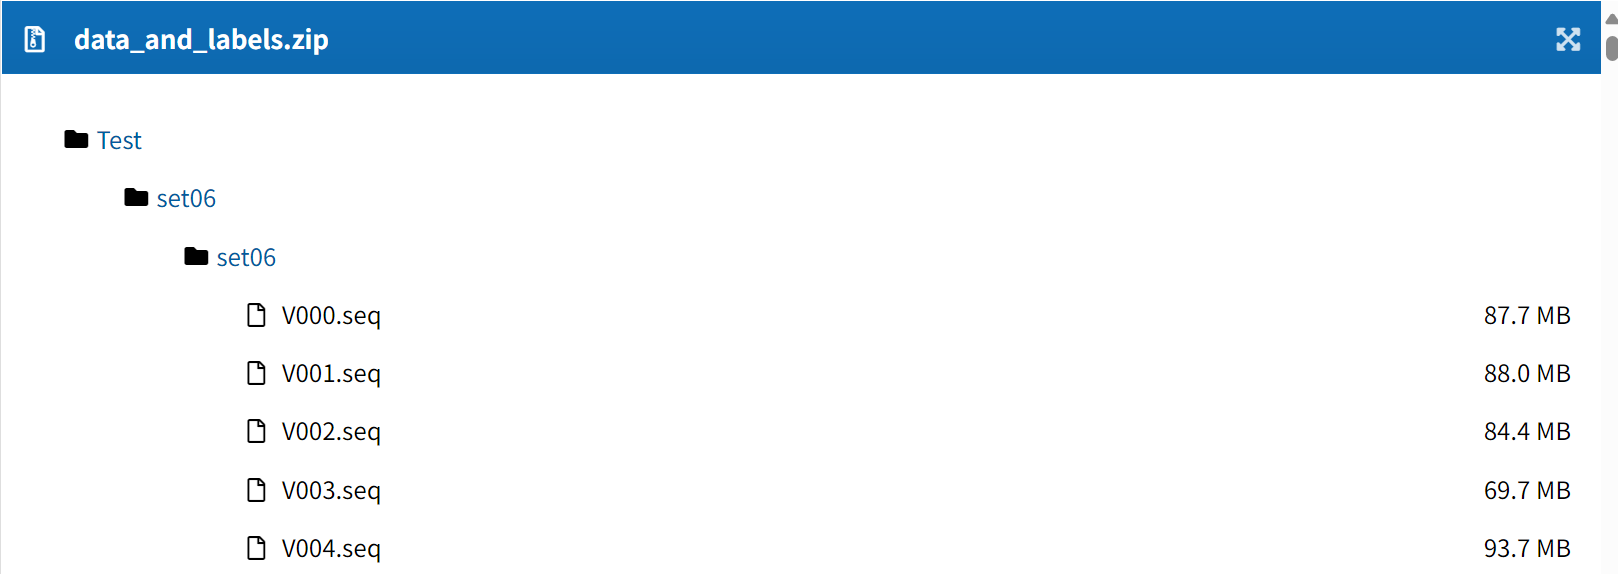 data_and_labels.zip
Test
set06
set06
V000.seq 87.7 MB
V001.seq 88.0 MB
V002.seq 84.4 MB
V003.seq 69.7 MB
V004.seq 93.7 MB